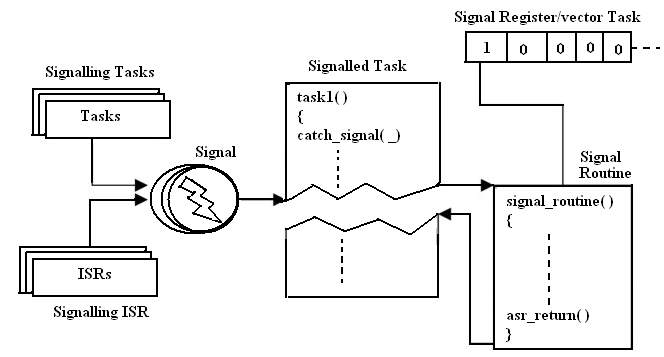 Signal Register/vector Task
1 0 0 0 0
Signalling Tasks
Tasks
Signal
Signalled Task
task1()
{
catch_signal(_)
Signal
Routine
signal_routine()
{
asr_return()
}
ISRs
Signalling ISR